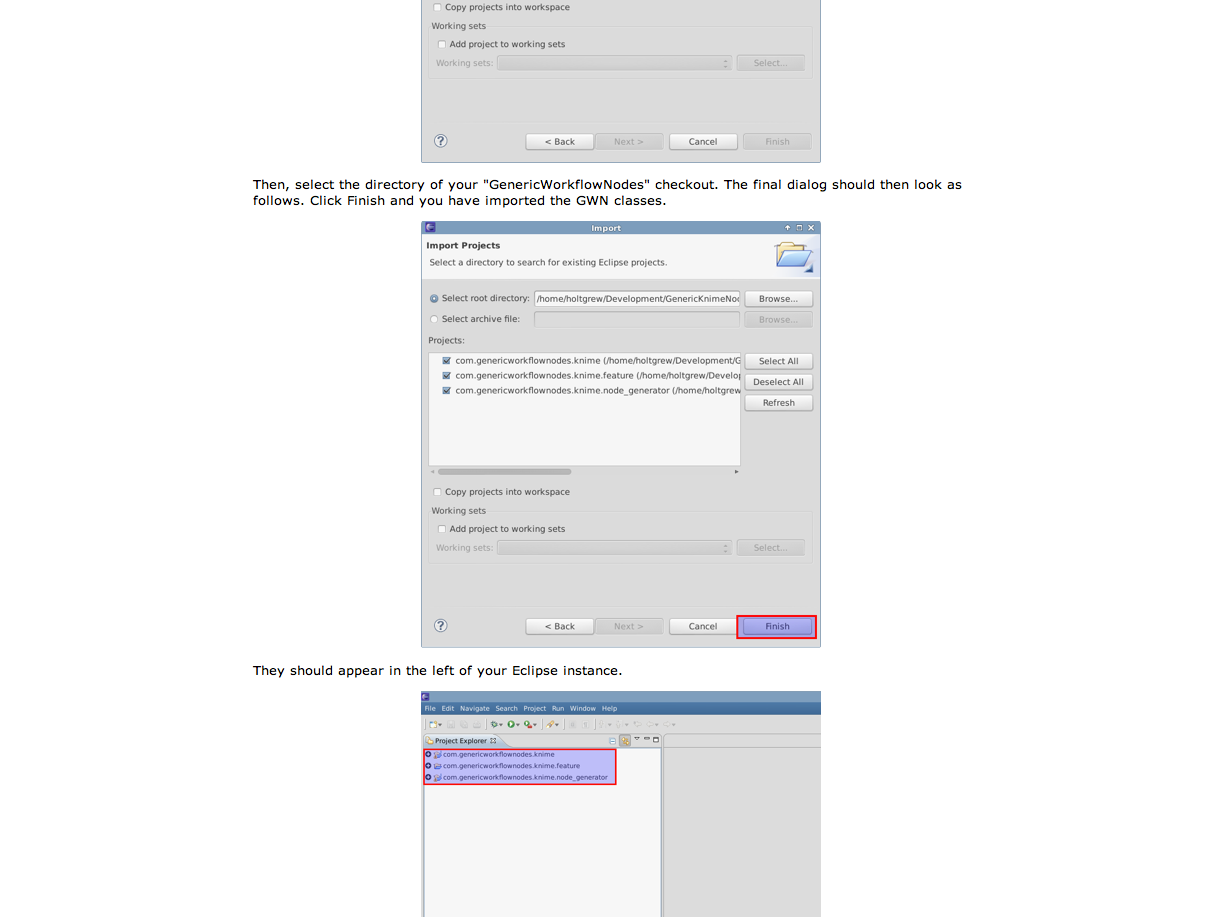 Copy projects into workspace
Working sets
Add project to working sets
Working sets:
Select...
?
< Back
Next >
Cancel
Finish
Then, select the directory of your "GenericWorkflowNodes" checkout. The final dialog should then look as
follows. Click Finish and you have imported the GWN classes.
Import
Import Projects
Select a directory to search for existing Eclipse projects.
Select root directory:
/home/holtgrew/Development/GenericKnimeNo
Browse...
Select archive file:
Browse...
Projects:
com.genericworkflownodes.knime (/home/holtgrew/Development/G
Select All
com.genericworkflownodes.knime.feature (/home/holtgrew/Develop
Deselect All
com.genericworkflownodes.knime.node_generator (/home/holtgrew
Refresh
Copy projects into workspace
Working sets
Add project to working sets
Working sets:
Select...
?
< Back
Next >
Cancel
Finish
They should appear in the left of your Eclipse instance.
File Edit Navigate Search Project Run Window Help
Project Explorer
com.genericworkflownodes.knime
com.genericworkflownodes.knime.feature
com.genericworkflownodes.knime.node_generator